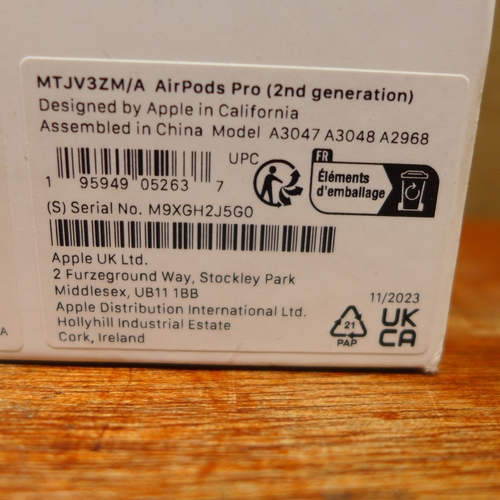 MTJV3ZM/A AirPods Pro (2nd generation)
Designed by Apple in California
Assembled in China Model A3047 A3048 A2968
UPC
1 95949 05263 7
FR
Éléments
d'emballage
(S) Serial No. M9XGH2J5G0
Apple UK Ltd.
2 Furzeground Way, Stockley Park
Middlesex, UB11 1BB
Apple Distribution International Ltd.
Hollyhill Industrial Estate
Cork, Ireland
11/2023
21
PAP
UK
CA
A